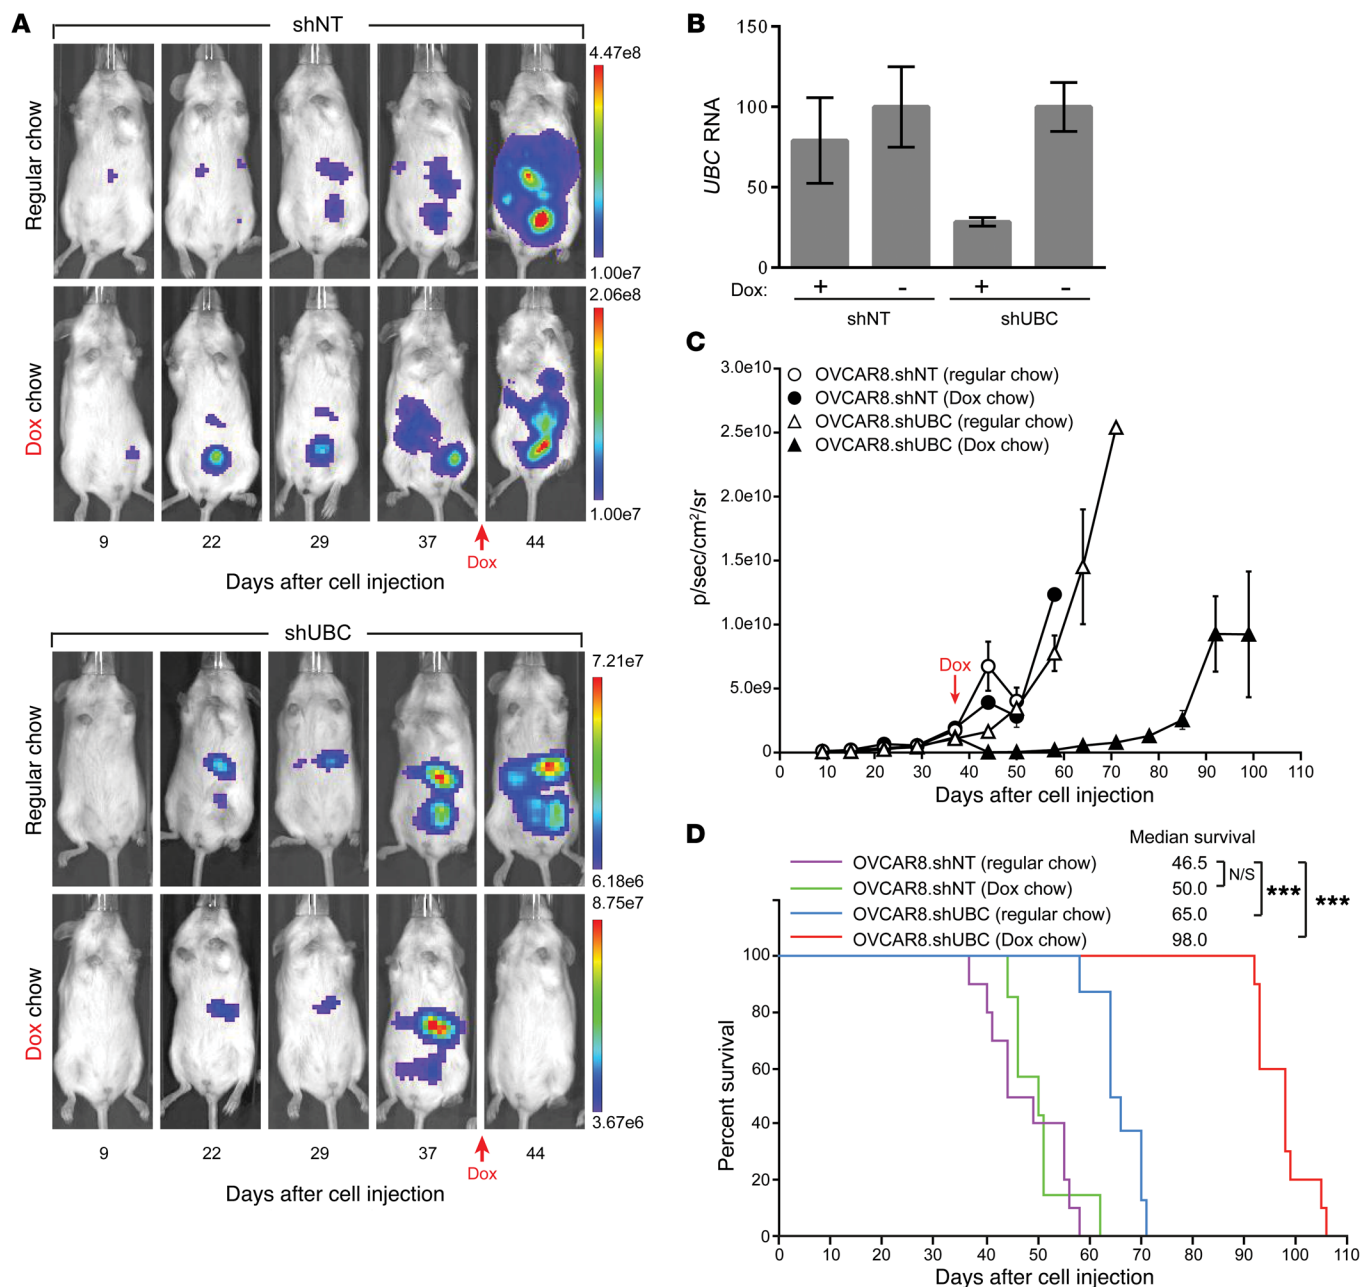 A
shNT
Regular chow
4.47e8
1.00e7
Dox chow
2.06e8
1.00e7
9 22 29 37 44
Dox
Days after cell injection
shUBC
Regular chow
7.21e7
6.18e6
Dox chow
8.75e7
3.67e6
9 22 29 37 44
Dox
Days after cell injection
B
UBC RNA
150
100
50
0
Dox: + - + -
shNT shUBC
C
p/sec/cm²/sr
3.0e10
2.5e10
2.0e10
1.5e10
1.0e10
5.0e9
0
OVCAR8.shNT (regular chow)
OVCAR8.shNT (Dox chow)
OVCAR8.shUBC (regular chow)
OVCAR8.shUBC (Dox chow)
Dox
0 10 20 30 40 50 60 70 80 90 100 110
Days after cell injection
D
Median survival
OVCAR8.shNT (regular chow) 46.5
OVCAR8.shNT (Dox chow) 50.0
OVCAR8.shUBC (regular chow) 65.0
OVCAR8.shUBC (Dox chow) 98.0
N/S
***
***
Percent survival
100
80
60
40
20
0
0 10 20 30 40 50 60 70 80 90 100 110
Days after cell injection